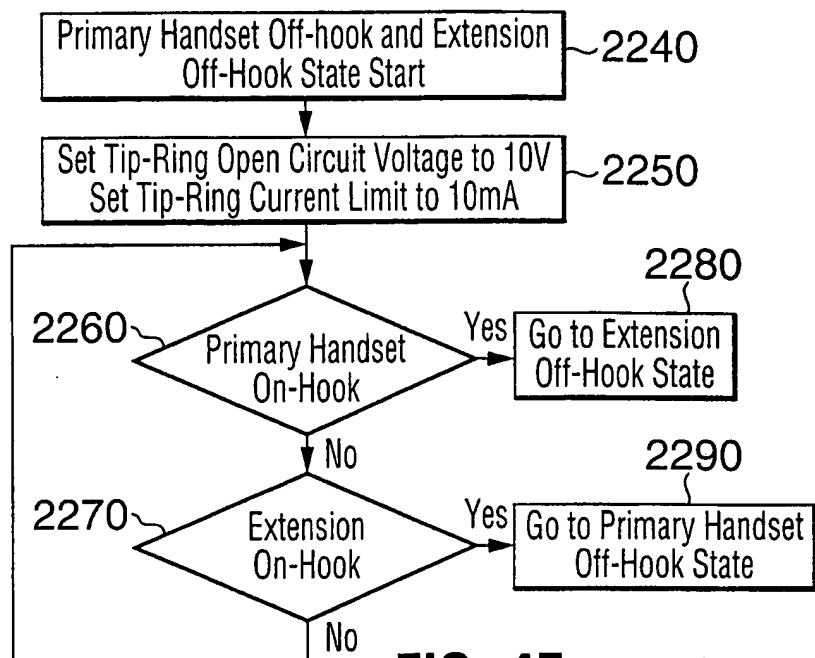 Primary Handset Off-hook and Extension
Off-Hook State Start
2240
Set Tip-Ring Open Circuit Voltage to 10V
Set Tip-Ring Current Limit to 10mA
2250
2260
Primary Handset
On-Hook
Yes
2280
Go to Extension
Off-Hook State
No
2270
Extension
On-Hook
Yes
2290
Go to Primary Handset
Off-Hook State
No